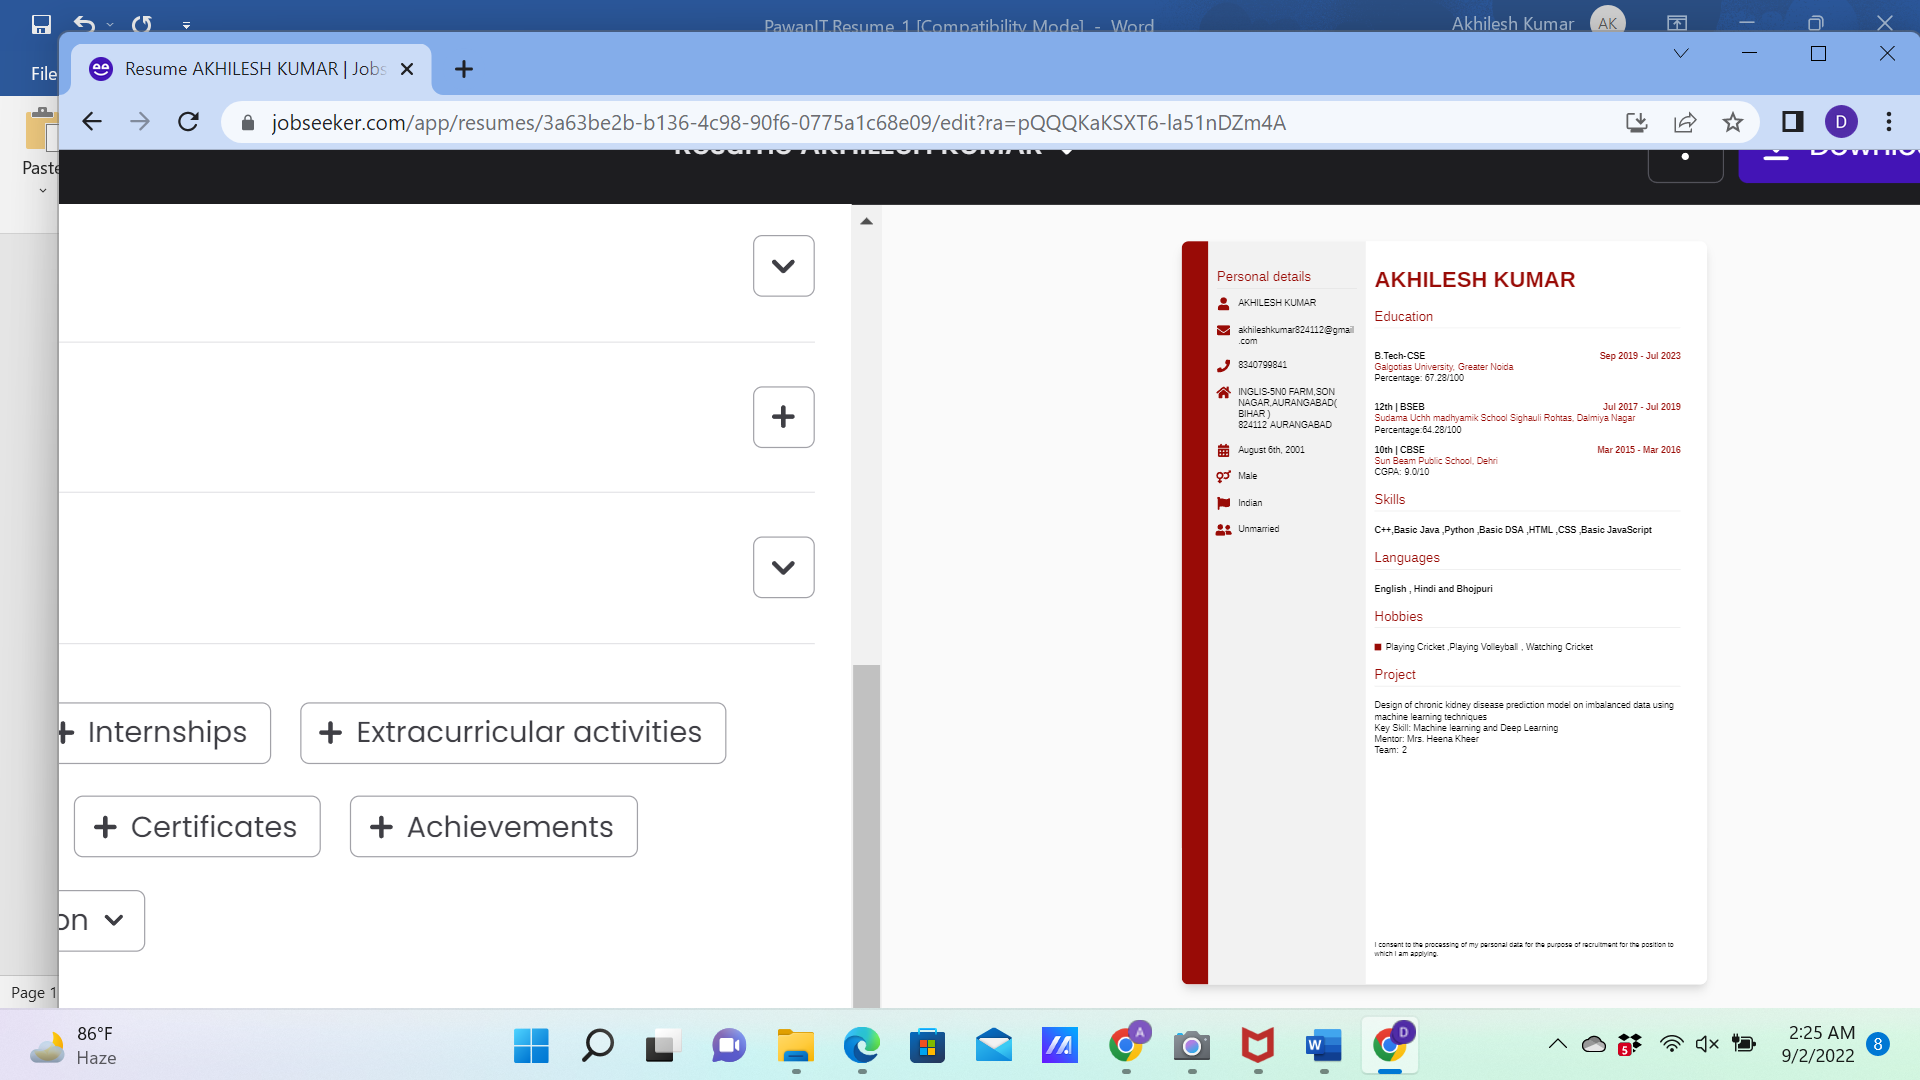 PawanIT.Resume_1 [Compatibility Mode] - Word
Akhilesh Kumar
AK
File
Resume AKHILESH KUMAR | Jobs
jobseeker.com/app/resumes/3a63be2b-b136-4c98-90f6-0775a1c68e09/edit?ra=pQQQKaKSXT6-la51nDZm4A
D
Paste
Resume AKHILESH KUMAR
Downlo
Internships
Extracurricular activities
Certificates
Achievements
on
Personal details
AKHILESH KUMAR
akhileshkumar824112@gmail
.com
8340799841
INGLIS-5N0 FARM,SON
NAGAR,AURANGABAD(
BIHAR )
824112 AURANGABAD
August 6th, 2001
Male
Indian
Unmarried
AKHILESH KUMAR
Education
B.Tech-CSE Sep 2019 - Jul 2023
Galgotias University, Greater Noida
Percentage: 67.28/100
12th | BSEB Jul 2017 - Jul 2019
Sudama Uchh madhyamik School Sighauli Rohtas, Dalmiya Nagar
Percentage:64.28/100
10th | CBSE Mar 2015 - Mar 2016
Sun Beam Public School, Dehri
CGPA: 9.0/10
Skills
C++,Basic Java ,Python ,Basic DSA ,HTML ,CSS ,Basic JavaScript
Languages
English , Hindi and Bhojpuri
Hobbies
Playing Cricket ,Playing Volleyball , Watching Cricket
Project
Design of chronic kidney disease prediction model on imbalanced data using
machine learning techniques
Key Skill: Machine learning and Deep Learning
Mentor: Mrs. Heena Kheer
Team: 2
I consent to the processing of my personal data for the purpose of recruitment for the position to
which I am applying.
Page 1
86°F
Haze
A
W
D
5
2:25 AM
9/2/2022
8